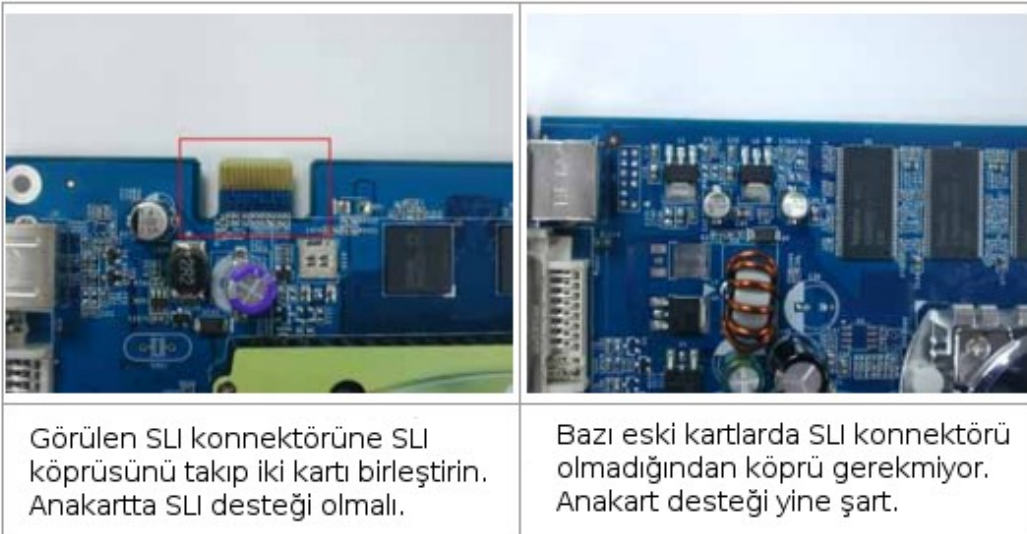 Görülen SLI konnektörüne SLI
köprüsünü takıp iki kartı birleştirin.
Anakartta SLI desteği olmalı.
Bazı eski kartlarda SLI konnektörü
olmadığından köprü gerekmiyor.
Anakart desteği yine şart.